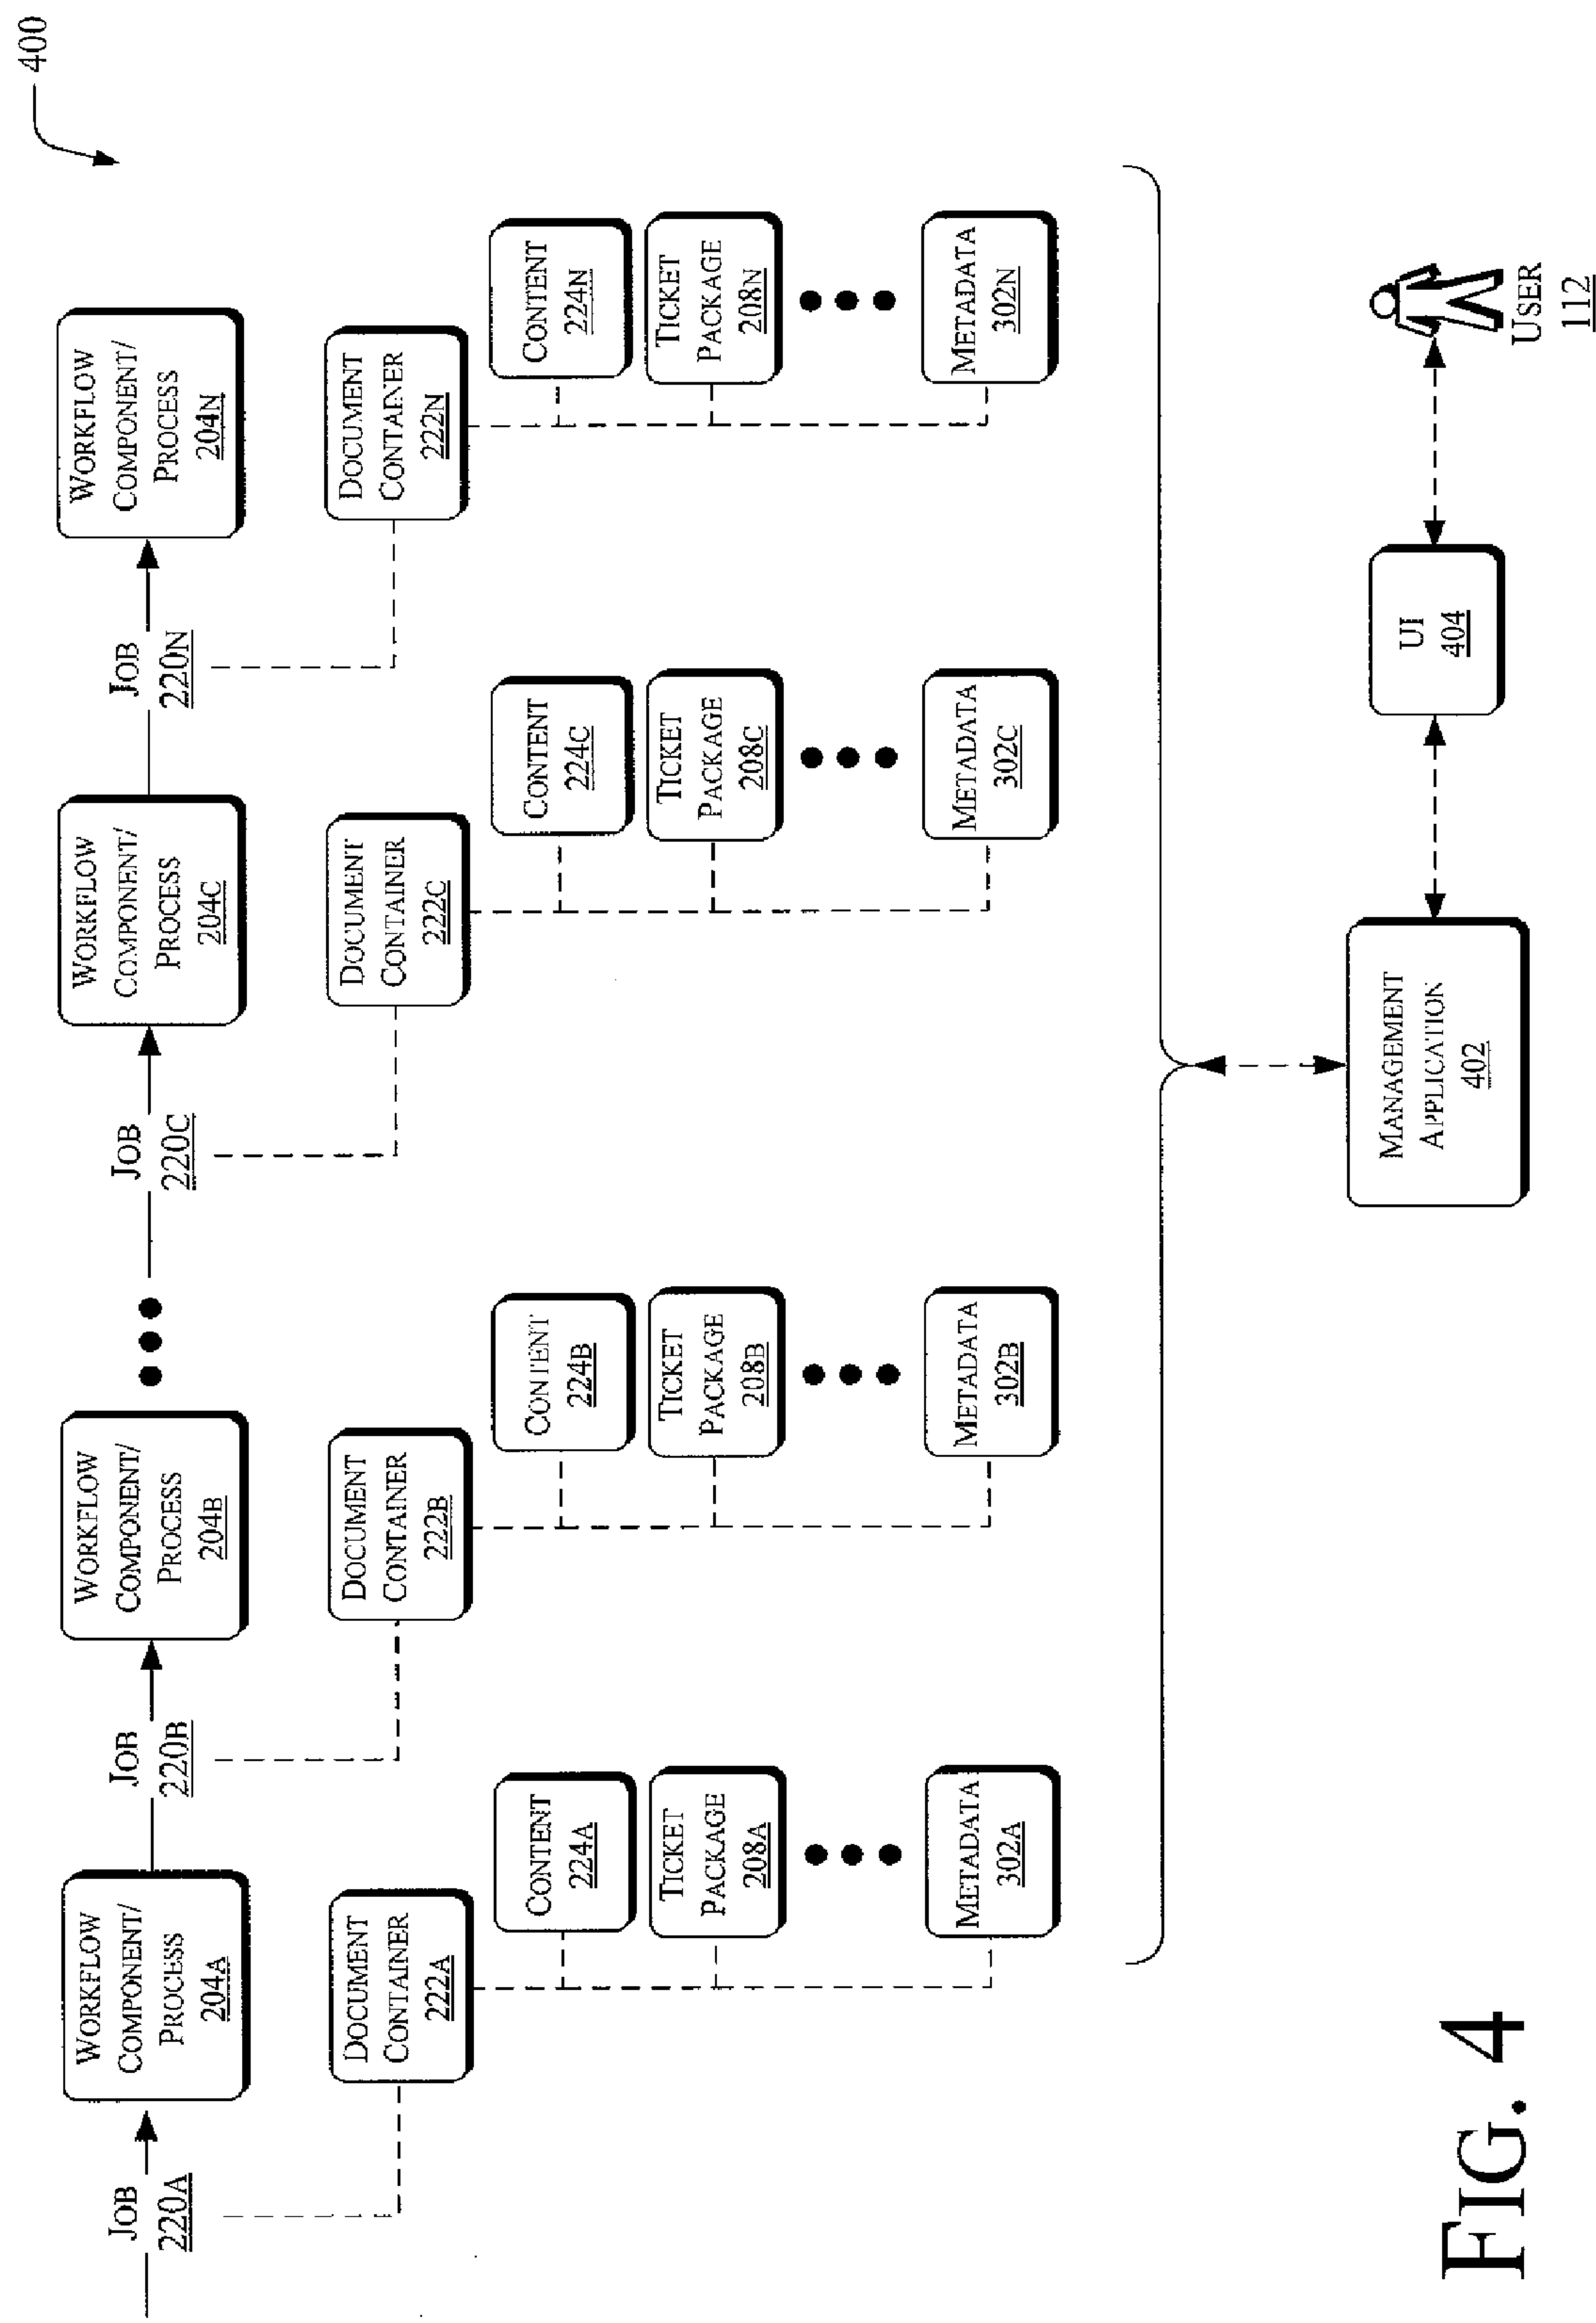 400
JOB
220A
WORKFLOW
COMPONENT/
PROCESS
204A
JOB
220B
WORKFLOW
COMPONENT/
PROCESS
204B
JOB
220C
WORKFLOW
COMPONENT/
PROCESS
204C
JOB
220N
WORKFLOW
COMPONENT/
PROCESS
204N
DOCUMENT
CONTAINER
222A
DOCUMENT
CONTAINER
222B
DOCUMENT
CONTAINER
222C
DOCUMENT
CONTAINER
222N
CONTENT
224A
CONTENT
224B
CONTENT
224C
CONTENT
224N
TICKET
PACKAGE
208A
TICKET
PACKAGE
208B
TICKET
PACKAGE
208C
TICKET
PACKAGE
208N
METADATA
302A
METADATA
302B
METADATA
302C
METADATA
302N
MANAGEMENT
APPLICATION
402
UI
404
USER
112
FIG. 4